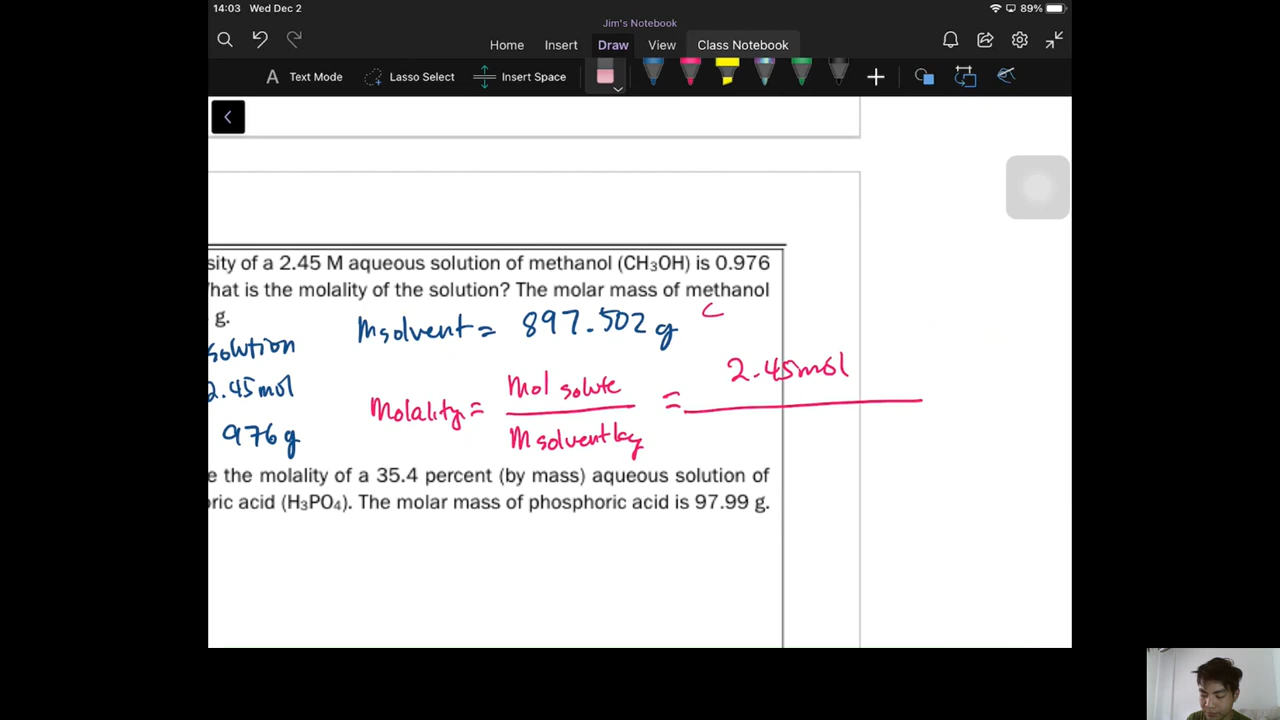 14:03 Wed Dec 2
89%
Jim's Notebook
Home Insert Draw View Class Notebook
Text Mode Lasso Select Insert Space
sity of a 2.45 M aqueous solution of methanol (CH₃OH) is 0.976
hat is the molality of the solution? The molar mass of methanol
g.
solution
Msolvent = 897.502 g
C
2.45mol
976g
Molality = Mol solute = 2.45mol
Msolvent kg
e the molality of a 35.4 percent (by mass) aqueous solution of
oric acid (H₃PO₄). The molar mass of phosphoric acid is 97.99 g.